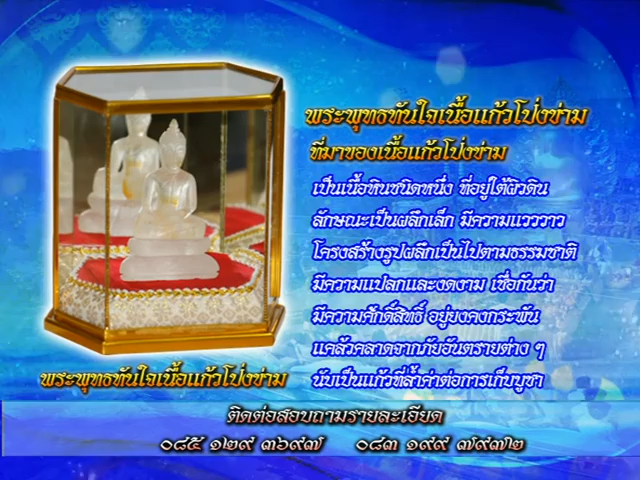 พระพุทธทันใจเนื้อแก้วโป่งข่าม
ที่มาของเนื้อแก้วโป่งข่าม
เป็นเนื้อหินชนิดหนึ่ง ที่อยู่ใต้ผิวดิน
ลักษณะเป็นผลึกเล็ก มีความแวววาว
โครงสร้างรูปผลึกเป็นไปตามธรรมชาติ
มีความแปลกและงดงาม เชื่อกันว่า
มีความศักดิ์สิทธิ์ อยู่ยงคงกระพัน
แคล้วคลาดจากภัยอันตรายต่าง ๆ
นับเป็นแก้วที่ล้ำค่าต่อการเก็บบูชา
พระพุทธทันใจเนื้อแก้วโป่งข่าม
ติดต่อสอบถามรายละเอียด
๐๘๕ ๑๒๙ ๓๖๙๗ ๐๘๓ ๑๙๙ ๗๙๗๒